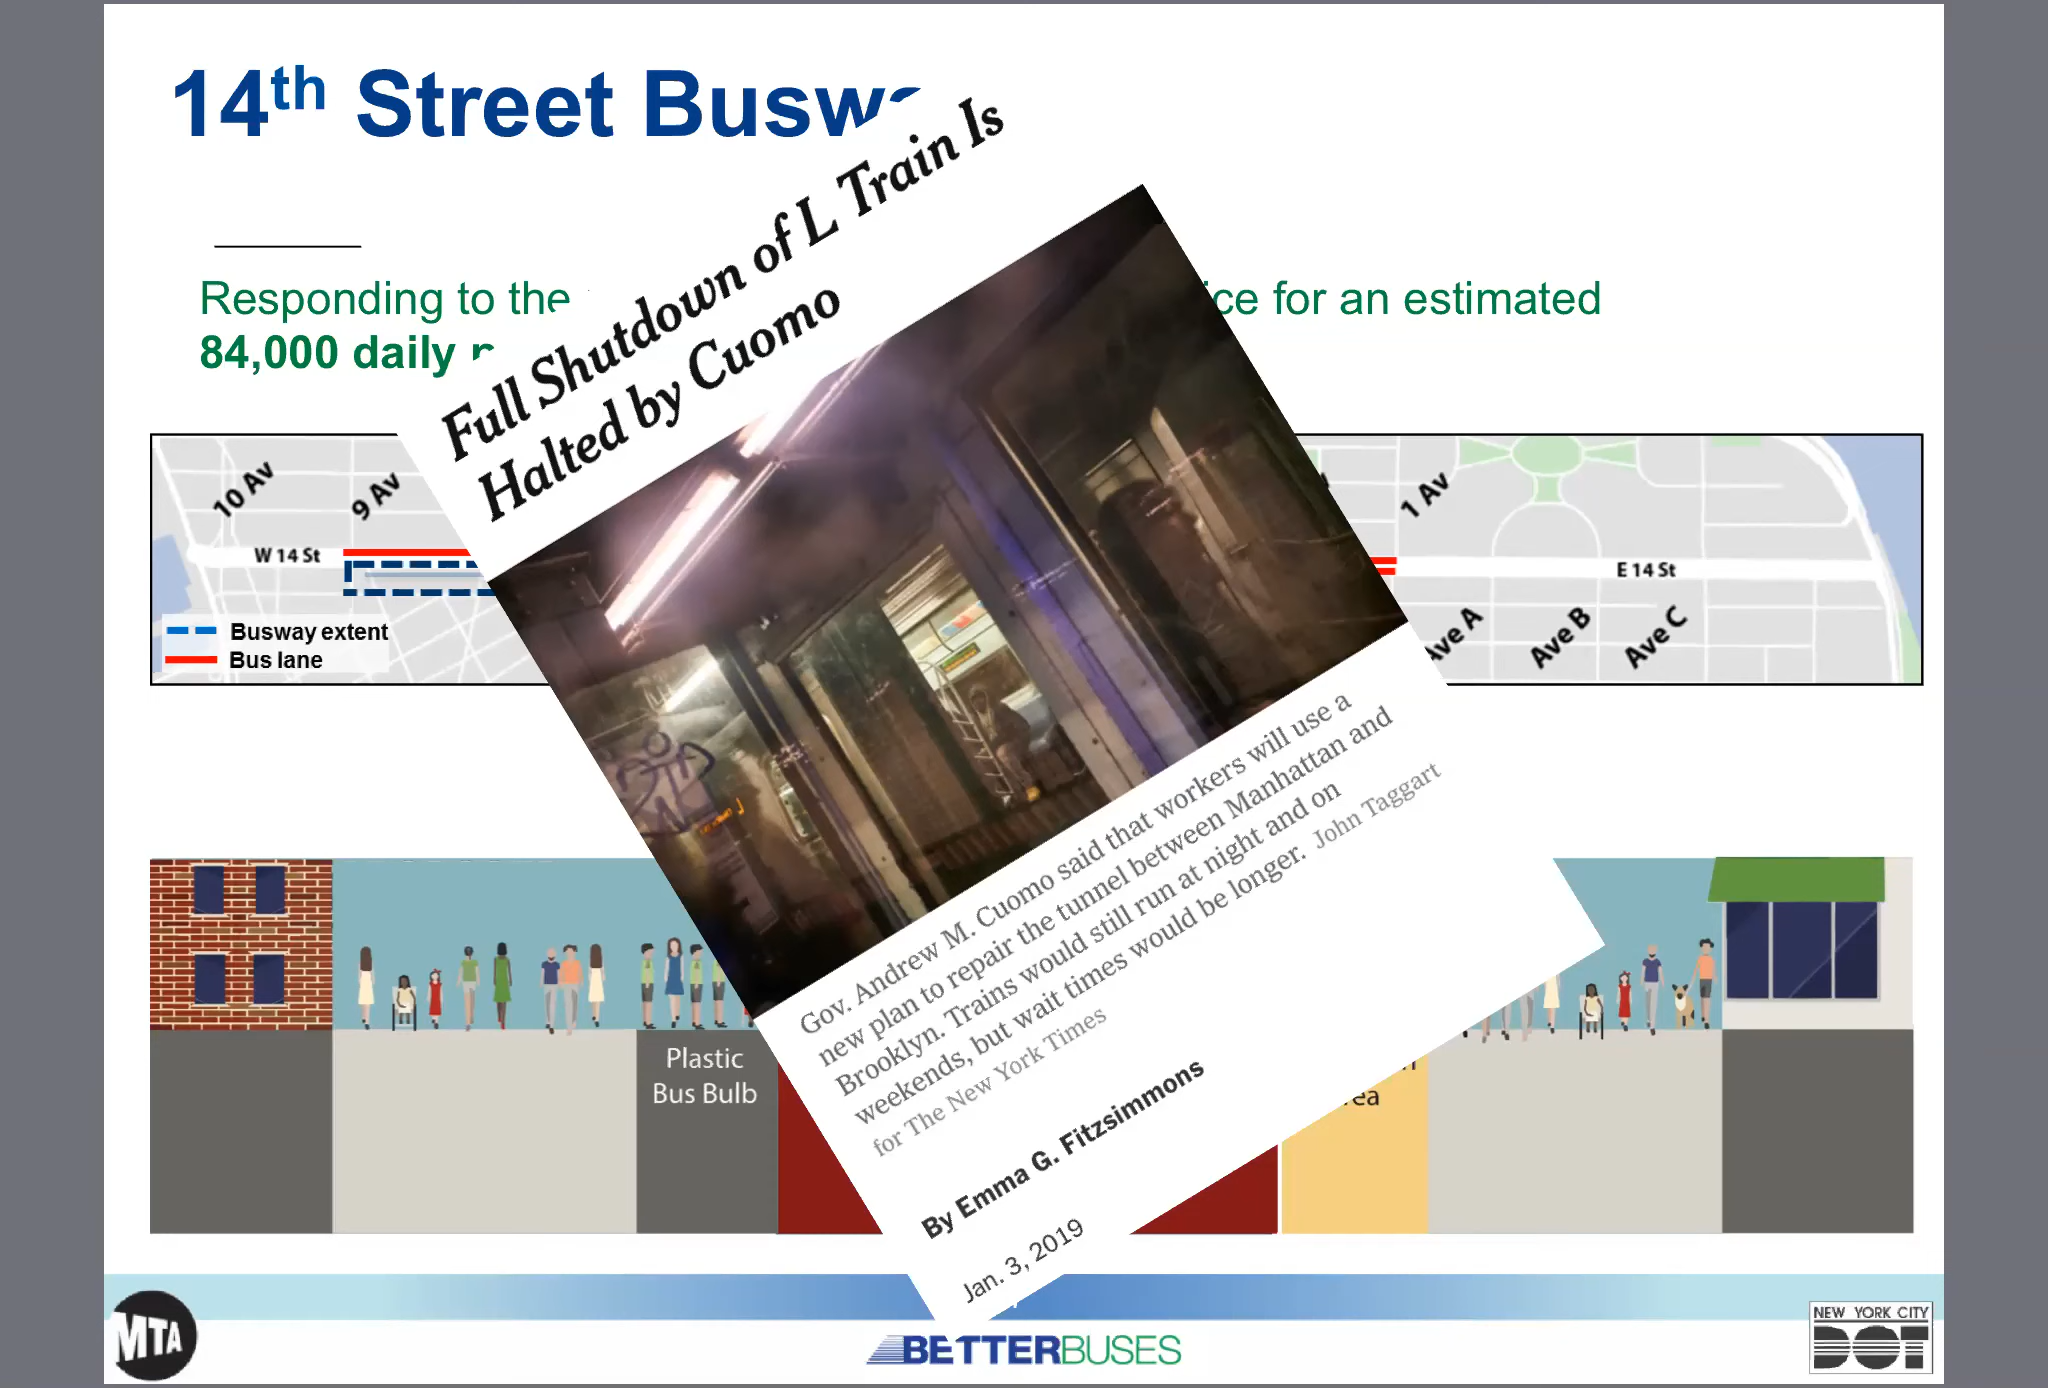 14th Street
Responding to the
for an estimated
84,000 daily
Full Shutdown of L Train Is
Halted by Cuomo
10 Av
9 Av
1 Av
W 14 St
E 14 St
Ave A
Ave B
Ave C
Busway extent
Bus lane
Gov. Andrew M. Cuomo said that workers will use a
new plan to repair the tunnel between Manhattan and
Brooklyn. Trains would still run at night and on
weekends, but wait times would be longer. John Taggart
for The New York Times
By Emma G. Fitzsimmons
Jan. 3, 2019
Plastic
Bus Bulb
MTA
BETTERBUSES
NEW YORK CITY
DOT